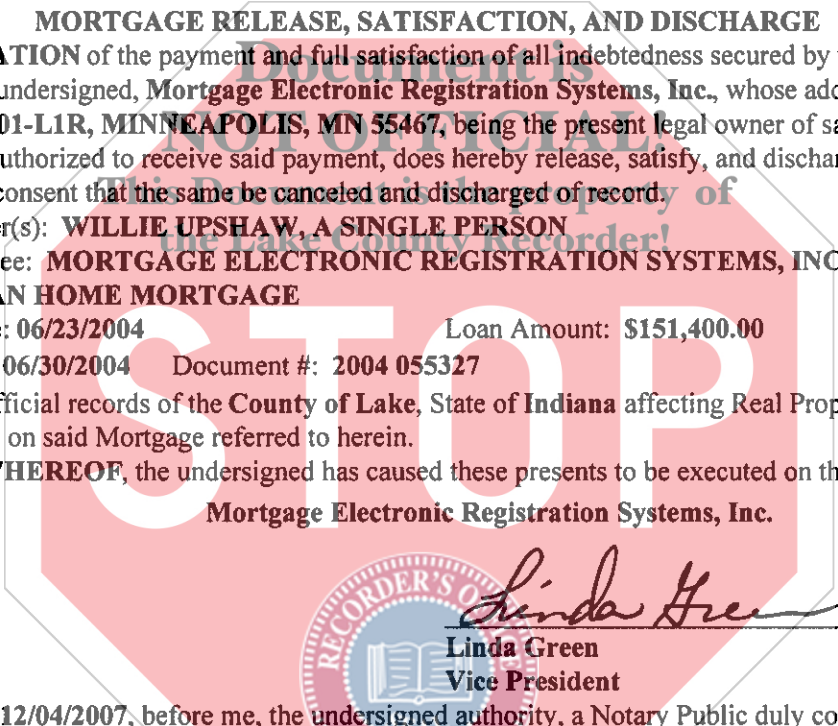 MORTGAGE RELEASE, SATISFACTION, AND DISCHARGE
ATION of the payment and full satisfaction of all indebtedness secured by
Document is
undersigned, Mortgage Electronic Registration Systems, Inc., whose add
01-L1R, MINNEAPOLIS, MN 55467, being the present legal owner of sa
NOT OFFICIAL!
uthorized to receive said payment, does hereby release, satisfy, and dischar
consent that the same be canceled and discharged of record.
This Document is the property of
er(s): WILLIE UPSHAW, A SINGLE PERSON
the Lake County Recorder!
ee: MORTGAGE ELECTRONIC REGISTRATION SYSTEMS, INC
AN HOME MORTGAGE
: 06/23/2004 Loan Amount: $151,400.00
06/30/2004 Document #: 2004 055327
fficial records of the County of Lake, State of Indiana affecting Real Prop
on said Mortgage referred to herein.
HEREOF, the undersigned has caused these presents to be executed on th
STOP
Mortgage Electronic Registration Systems, Inc.
RECORDER'S OFFICE
Linda Green
Linda Green
Vice President
12/04/2007, before me, the undersigned authority, a Notary Public duly co